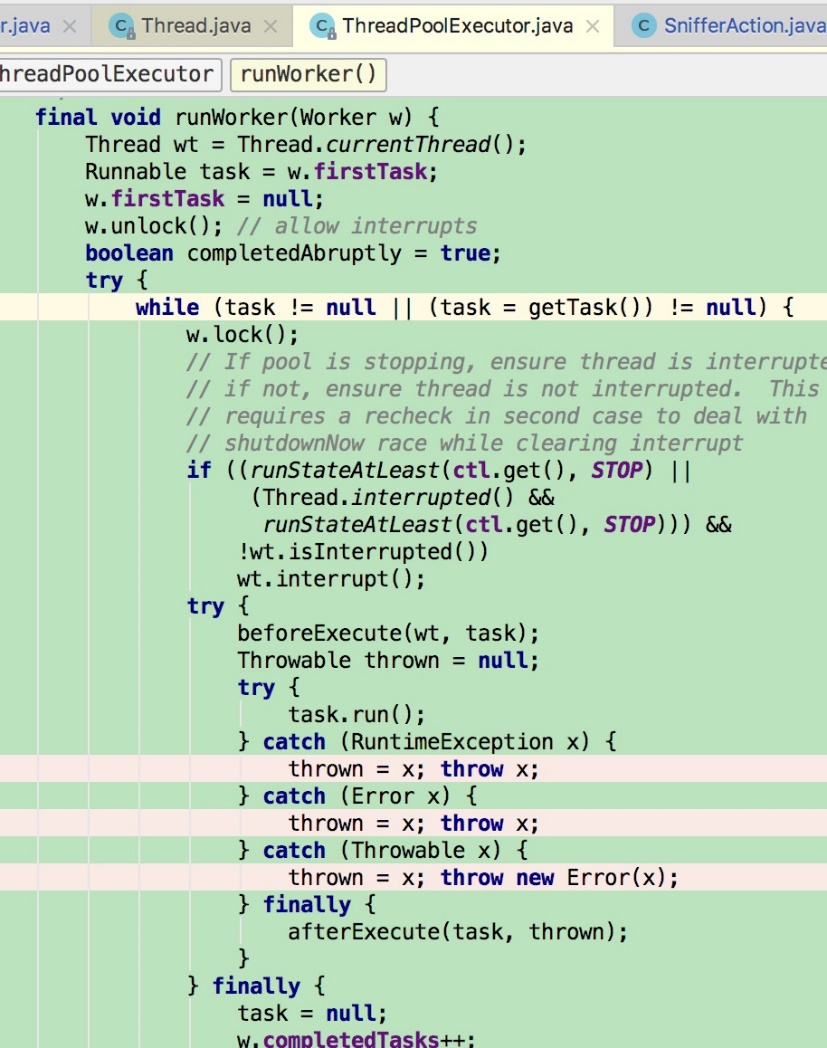 r.java × Thread.java × ThreadPoolExecutor.java × SnifferAction.java
hreadPoolExecutor runWorker()
final void runWorker(Worker w) {
Thread wt = Thread.currentThread();
Runnable task = w.firstTask;
w.firstTask = null;
w.unlock(); // allow interrupts
boolean completedAbruptly = true;
try {
while (task != null || (task = getTask()) != null) {
w.lock();
// If pool is stopping, ensure thread is interrupte
// if not, ensure thread is not interrupted.  This
// requires a recheck in second case to deal with
// shutdownNow race while clearing interrupt
if ((runStateAtLeast(ctl.get(), STOP) ||
(Thread.interrupted() &&
runStateAtLeast(ctl.get(), STOP))) &&
!wt.isInterrupted())
wt.interrupt();
try {
beforeExecute(wt, task);
Throwable thrown = null;
try {
task.run();
} catch (RuntimeException x) {
thrown = x; throw x;
} catch (Error x) {
thrown = x; throw x;
} catch (Throwable x) {
thrown = x; throw new Error(x);
} finally {
afterExecute(task, thrown);
}
} finally {
task = null;
w.completedTasks++;